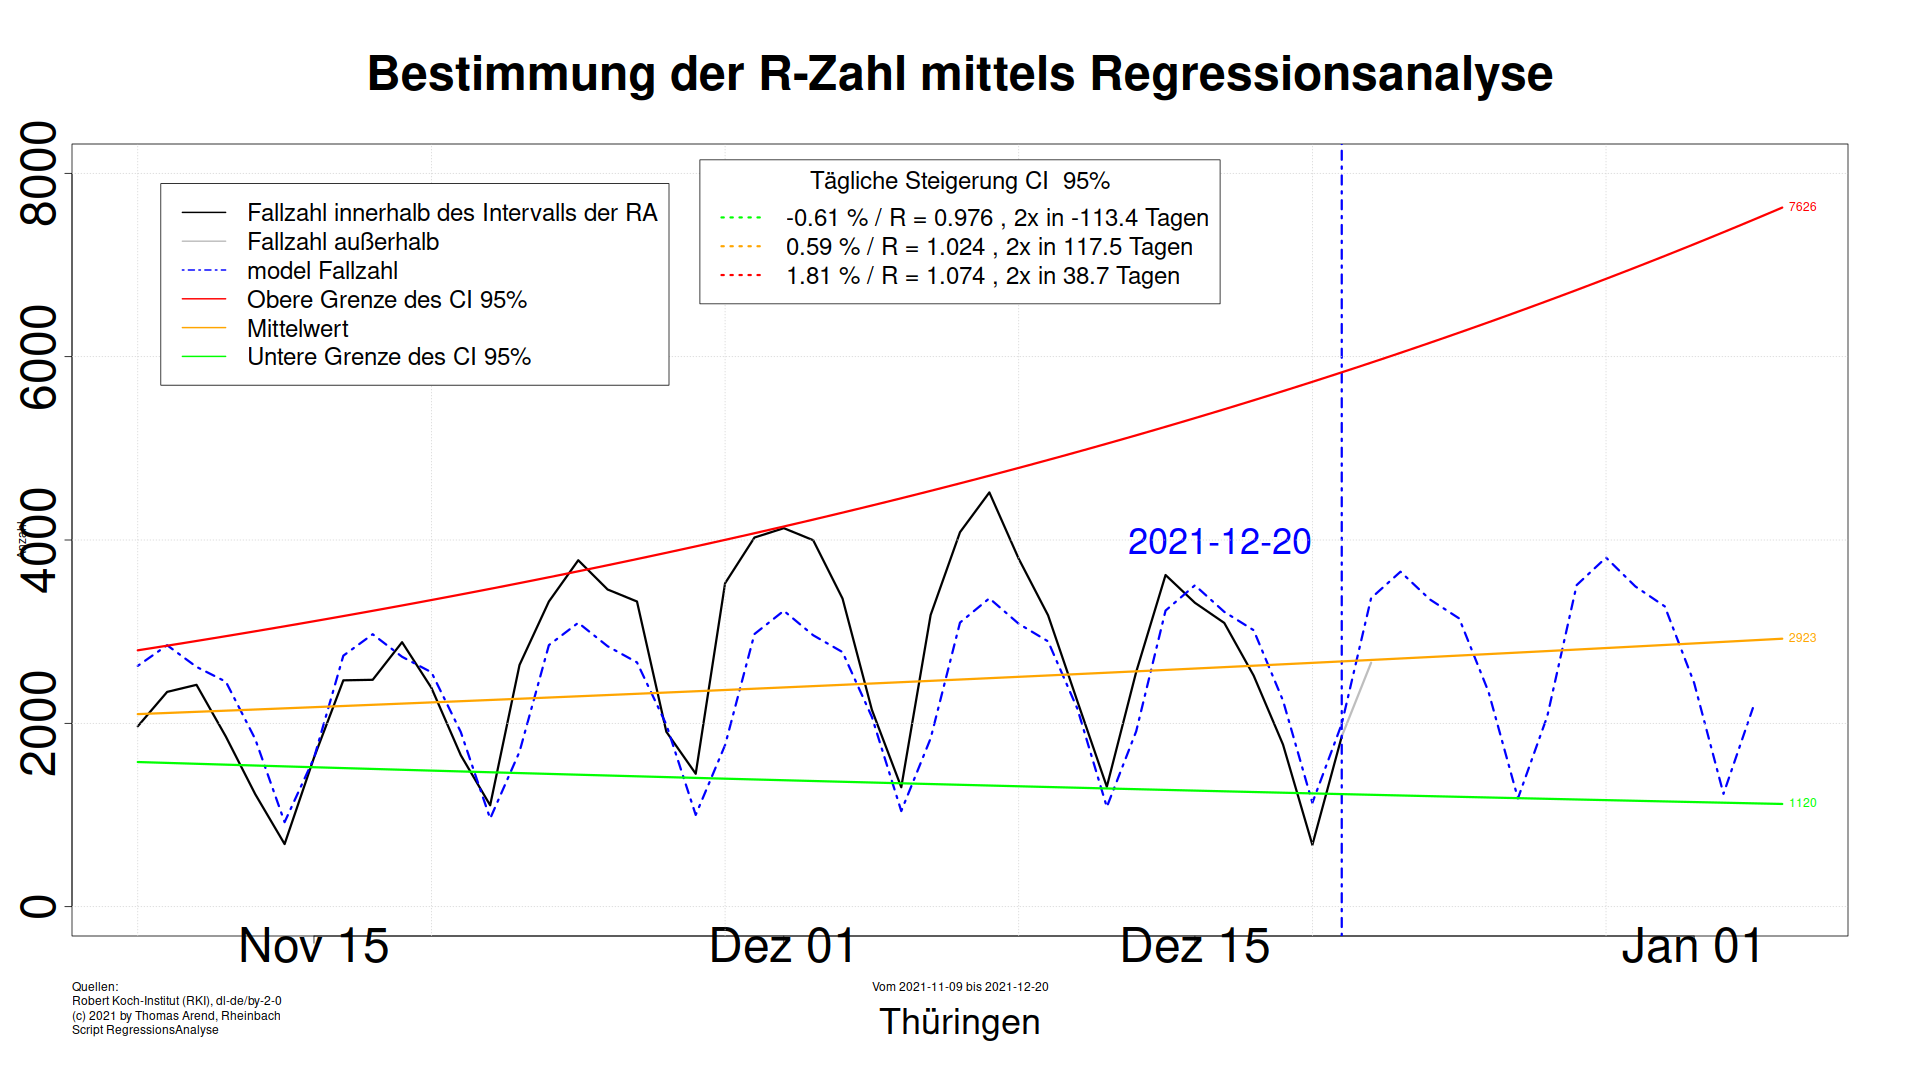 Bestimmung der R-Zahl mittels Regressionsanalyse
8000
6000
4000
2000
0
Anzahl
Fallzahl innerhalb des Intervalls der RA
Fallzahl außerhalb
model Fallzahl
Obere Grenze des CI 95%
Mittelwert
Untere Grenze des CI 95%
Tägliche Steigerung CI  95%
-0.61 % / R = 0.976 , 2x in -113.4 Tagen
0.59 % / R = 1.024 , 2x in 117.5 Tagen
1.81 % / R = 1.074 , 2x in 38.7 Tagen
7626
2021-12-20
2923
1120
Nov 15
Dez 01
Dez 15
Jan 01
Quellen:
Robert Koch-Institut (RKI), dl-de/by-2-0
(c) 2021 by Thomas Arend, Rheinbach
Script RegressionsAnalyse
Vom 2021-11-09 bis 2021-12-20
Thüringen